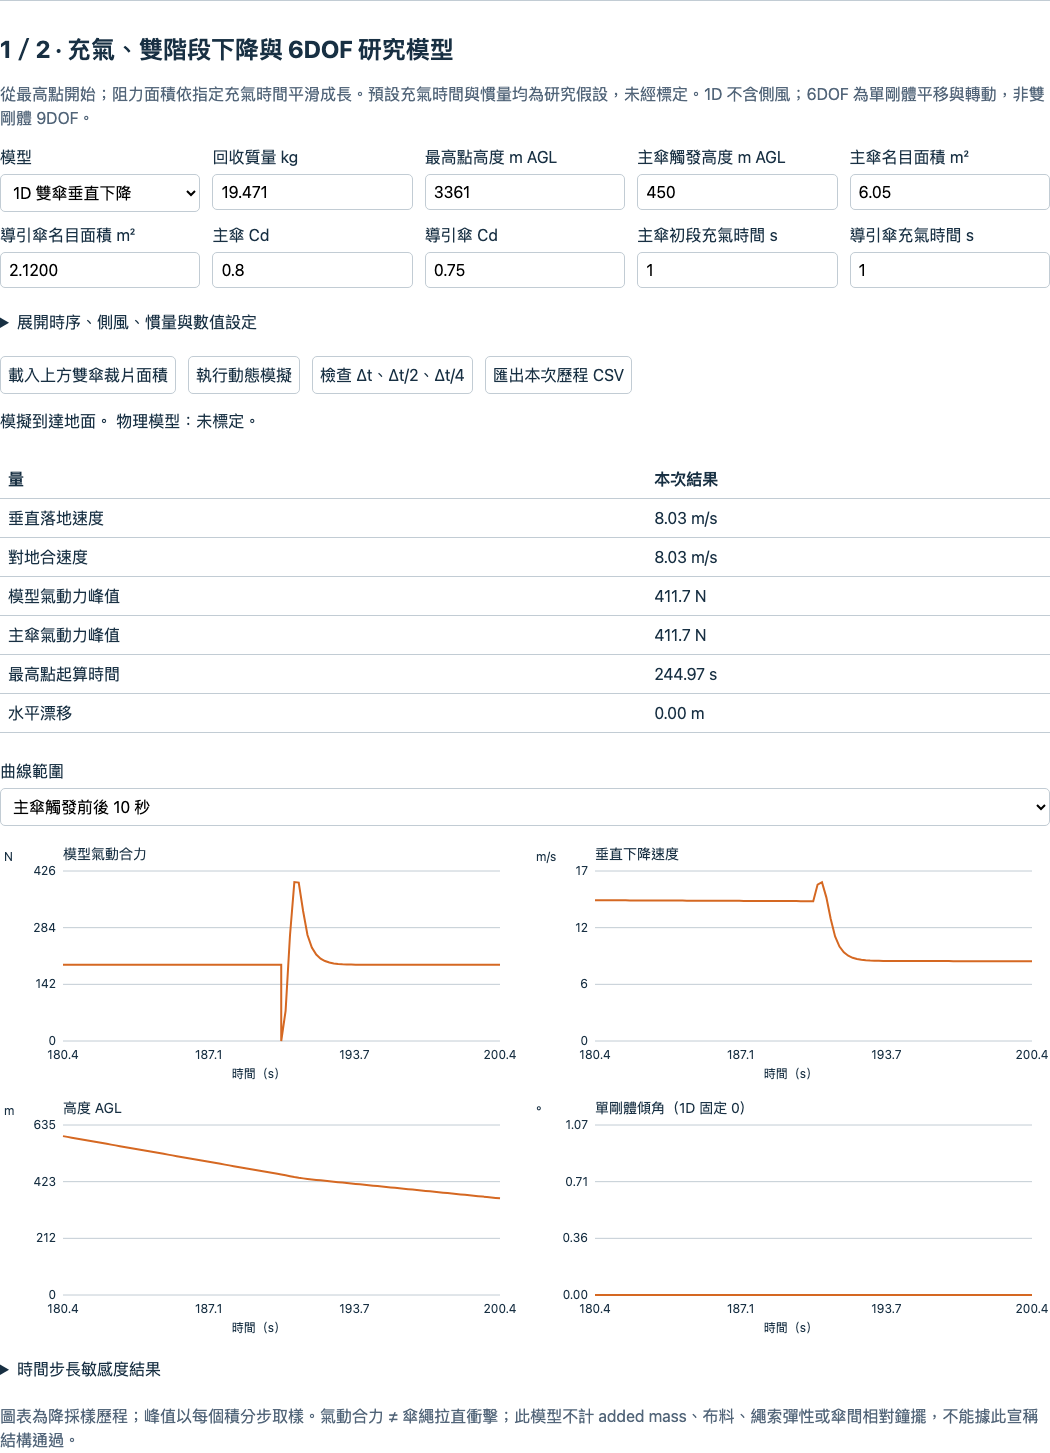 1 / 2 · 充氣、雙階段下降與 6DOF 研究模型
從最高點開始；阻力面積依指定充氣時間平滑成長。預設充氣時間與慣量均為研究假設，未經標定。1D 不含側風；6DOF 為單剛體平移與轉動，非雙
剛體 9DOF。
模型 回收質量 kg 最高點高度 m AGL 主傘觸發高度 m AGL 主傘名目面積 m²
1D 雙傘垂直下降 19.471 3361 450 6.05
導引傘名目面積 m² 主傘 Cd 導引傘 Cd 主傘初段充氣時間 s 導引傘充氣時間 s
2.1200 0.8 0.75 1 1
▶ 展開時序、側風、慣量與數值設定
載入上方雙傘裁片面積 執行動態模擬 檢查 Δt、Δt/2、Δt/4 匯出本次歷程 CSV
模擬到達地面。 物理模型：未標定。
量 本次結果
垂直落地速度 8.03 m/s
對地合速度 8.03 m/s
模型氣動力峰值 411.7 N
主傘氣動力峰值 411.7 N
最高點起算時間 244.97 s
水平漂移 0.00 m
曲線範圍
主傘觸發前後 10 秒
N 模型氣動合力
426
284
142
0
180.4 187.1 193.7 200.4
時間（s）
m/s 垂直下降速度
17
12
6
0
180.4 187.1 193.7 200.4
時間（s）
m 高度 AGL
635
423
212
0
180.4 187.1 193.7 200.4
時間（s）
° 單剛體傾角（1D 固定 0）
1.07
0.71
0.36
0.00
180.4 187.1 193.7 200.4
時間（s）
▶ 時間步長敏感度結果
圖表為降採樣歷程；峰值以每個積分步取樣。氣動合力 ≠ 傘繩拉直衝擊；此模型不計 added mass、布料、繩索彈性或傘間相對鐘擺，不能據此宣稱
結構通過。